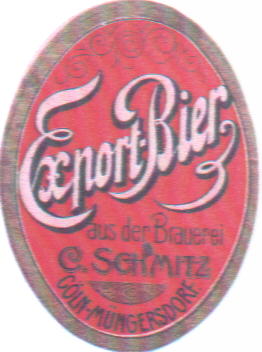 Export-Bier
aus der Brauerei
C. SCHMITZ
CÖLN-MÜNGERSDORF.